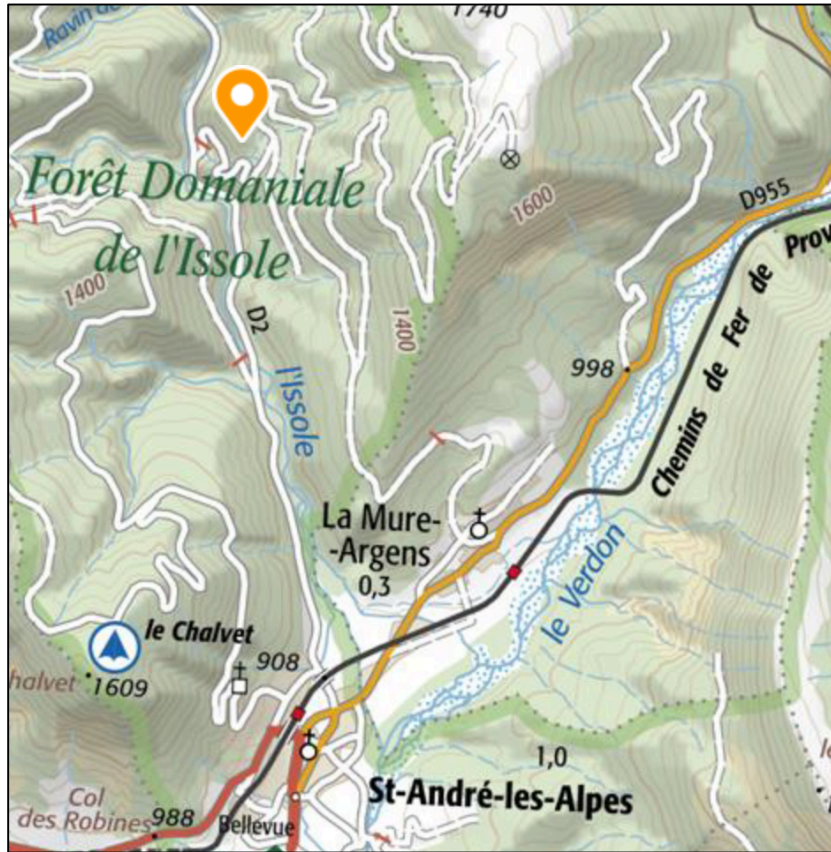 1740
Ravin de
Forêt Domaniale
de l'Issole
1600
D955
Chemins de Fer de Prov
1400
D2
l'Issole
1400
998
La Mure-
-Argens
0,3
le Verdon
le Chalvet
908
halvet
1609
1,0
St-André-les-Alpes
Col
des Robines
988
Bellevue